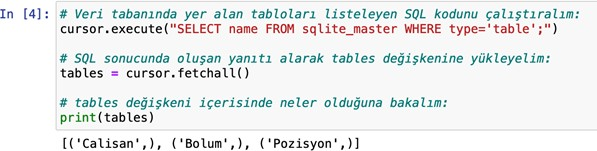 In [4]: # Veri tabanında yer alan tabloları listeleyen SQL kodunu çalıştıralım:
cursor.execute("SELECT name FROM sqlite_master WHERE type='table';")
# SQL sonucunda oluşan yanıtı alarak tables değişkenine yükleyelim:
tables = cursor.fetchall()
# tables değişkeni içerisinde neler olduğuna bakalım:
print(tables)
[('Calisan',), ('Bolum',), ('Pozisyon',)]